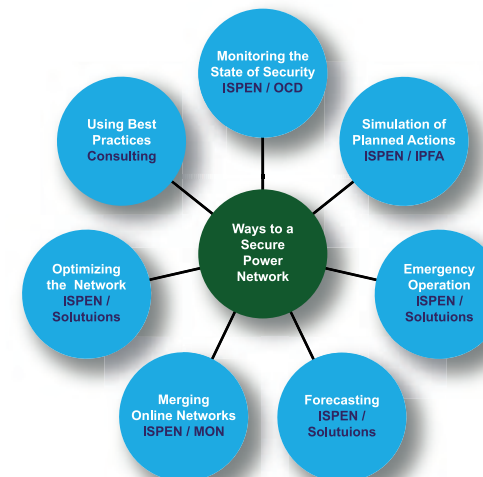 Monitoring the
State of Security
ISPEN / OCD
Using Best
Practices
Consulting
Simulation of
Planned Actions
ISPEN / IPFA
Ways to a
Secure
Power
Network
Optimizing
the Network
ISPEN /
Solutuions
Emergency
Operation
ISPEN /
Solutuions
Merging
Online Networks
ISPEN / MON
Forecasting
ISPEN /
Solutuions